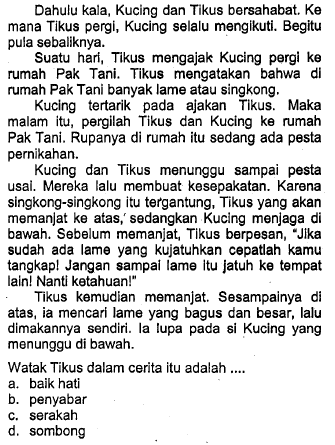 Dahulu kala, Kucing dan Tikus bersahabat. Ke
mana Tikus pergi, Kucing selalu mengikuti. Begitu
pula sebaliknya.
Suatu hari, Tikus mengajak Kucing pergi ke
rumah Pak Tani. Tikus mengatakan bahwa di
rumah Pak Tani banyak lame atau singkong.
Kucing tertarik pada ajakan Tikus. Maka
malam itu, pergilah Tikus dan Kucing ke rumah
Pak Tani. Rupanya di rumah itu sedang ada pesta
pernikahan.
Kucing dan Tikus menunggu sampai pesta
usai. Mereka lalu membuat kesepakatan. Karena
singkong-singkong itu tergantung, Tikus yang akan
memanjat ke atas, sedangkan Kucing menjaga di
bawah. Sebelum memanjat, Tikus berpesan, "Jika
sudah ada lame yang kujatuhkan cepatlah kamu
tangkap! Jangan sampai lame itu jatuh ke tempat
lain! Nanti ketahuan!"
Tikus kemudian memanjat. Sesampainya di
atas, ia mencari lame yang bagus dan besar, lalu
dimakannya sendiri. Ia lupa pada si Kucing yang
menunggu di bawah.
Watak Tikus dalam cerita itu adalah ....
a. baik hati
b. penyabar
c. serakah
d. sombong